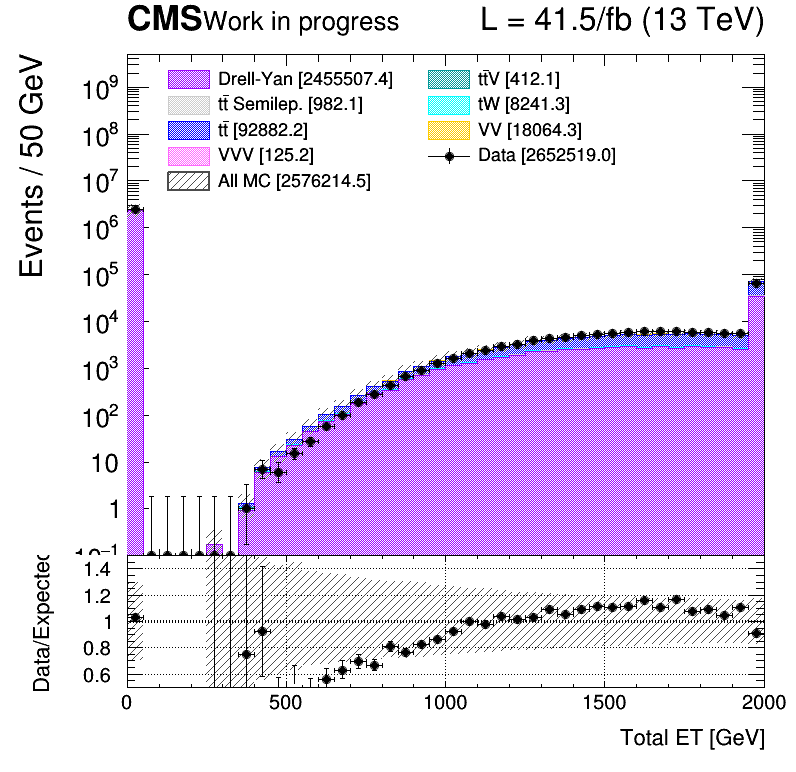 CMS Work in progress L = 41.5/fb (13 TeV)
Events / 50 GeV
Drell-Yan [2455507.4]
tt̄ Semilep. [982.1]
tt̄ [92882.2]
VVV [125.2]
All MC [2576214.5]
tt̄V [412.1]
tW [8241.3]
VV [18064.3]
Data [2652519.0]
10⁹
10⁸
10⁷
10⁶
10⁵
10⁴
10³
10²
10
1
10⁻¹
Data/Expected
1.4
1.2
1
0.8
0.6
0 500 1000 1500 2000
Total ET [GeV]